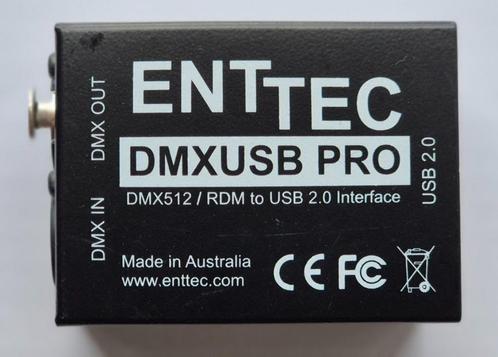 ENTTEC
DMXUSB PRO
DMX512 / RDM to USB 2.0 Interface
DMX OUT
DMX IN
USB 2.0
Made in Australia
www.enttec.com
CE FC